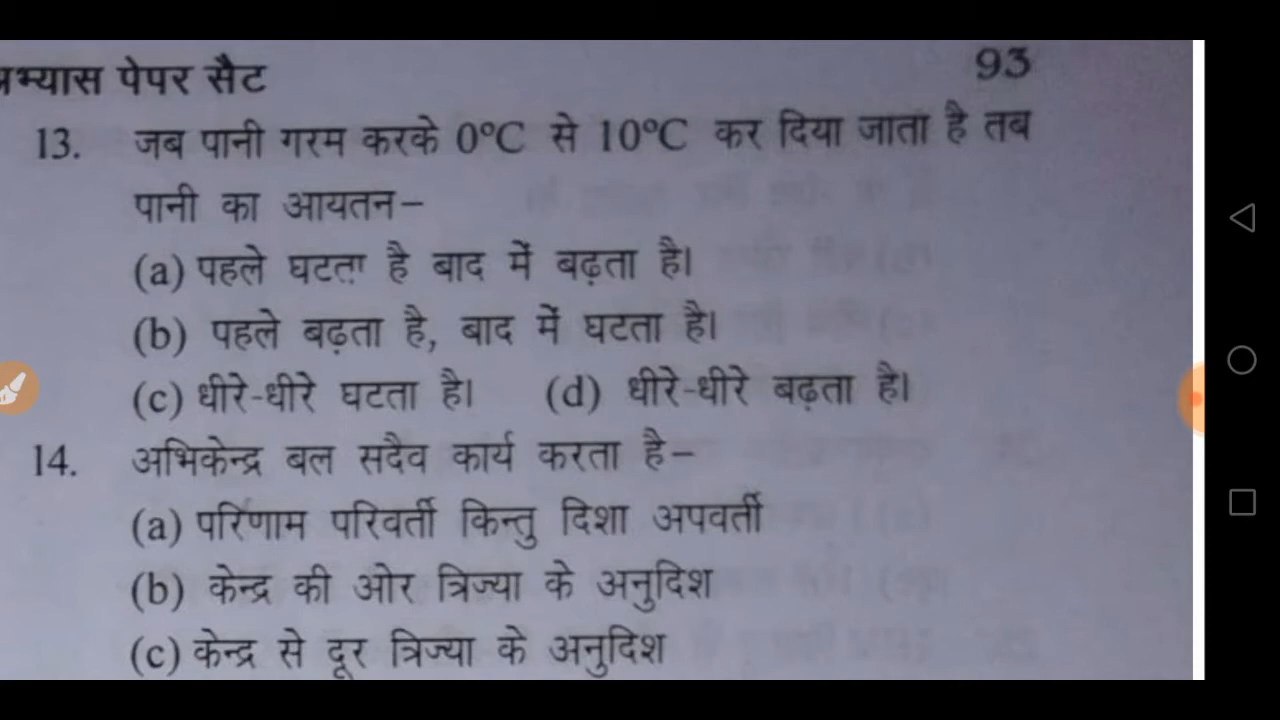 अभ्यास पेपर सैट 93
13. जब पानी गरम करके 0°C से 10°C कर दिया जाता है तब
पानी का आयतन–
(a) पहले घटता है बाद में बढ़ता है।
(b) पहले बढ़ता है, बाद में घटता है।
(c) धीरे-धीरे घटता है। (d) धीरे-धीरे बढ़ता है।
14. अभिकेन्द्र बल सदैव कार्य करता है–
(a) परिणाम परिवर्ती किन्तु दिशा अपवर्ती
(b) केन्द्र की ओर त्रिज्या के अनुदिश
(c) केन्द्र से दूर त्रिज्या के अनुदिश